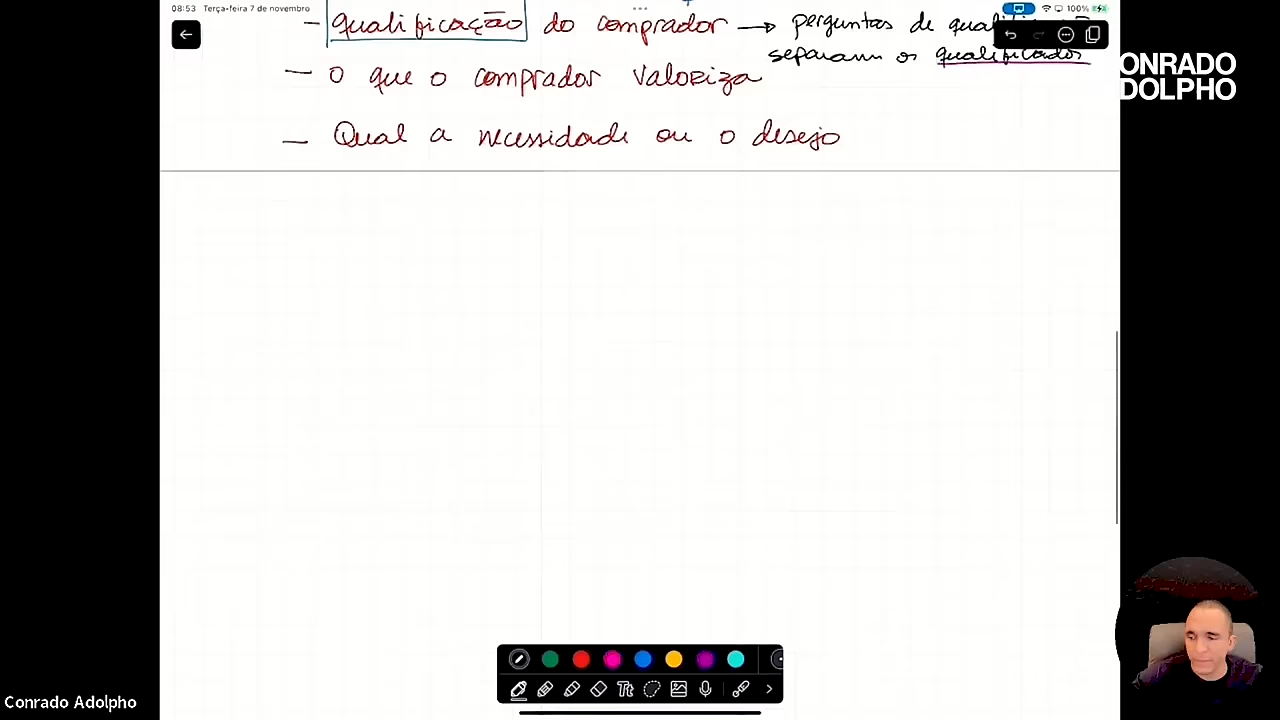 08:53 Terça-feira 7 de novembro
100%
— qualificação do comprador → perguntas de
separam os qualificados
— O que o comprador valoriza
— Qual a necessidade ou o desejo
ONRADO
DOLPHO
Tt
Conrado Adolpho